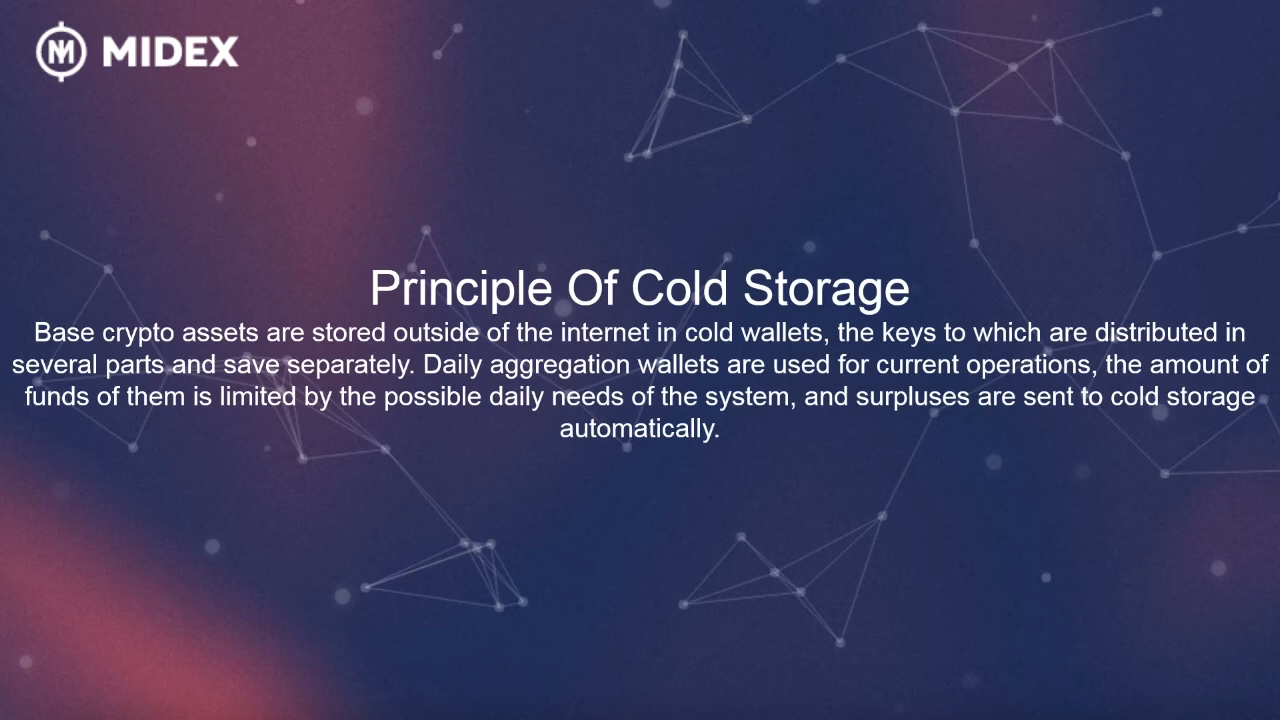 MIDEX
Principle Of Cold Storage
Base crypto assets are stored outside of the internet in cold wallets, the keys to which are distributed in
several parts and save separately. Daily aggregation wallets are used for current operations, the amount of
funds of them is limited by the possible daily needs of the system, and surpluses are sent to cold storage
automatically.